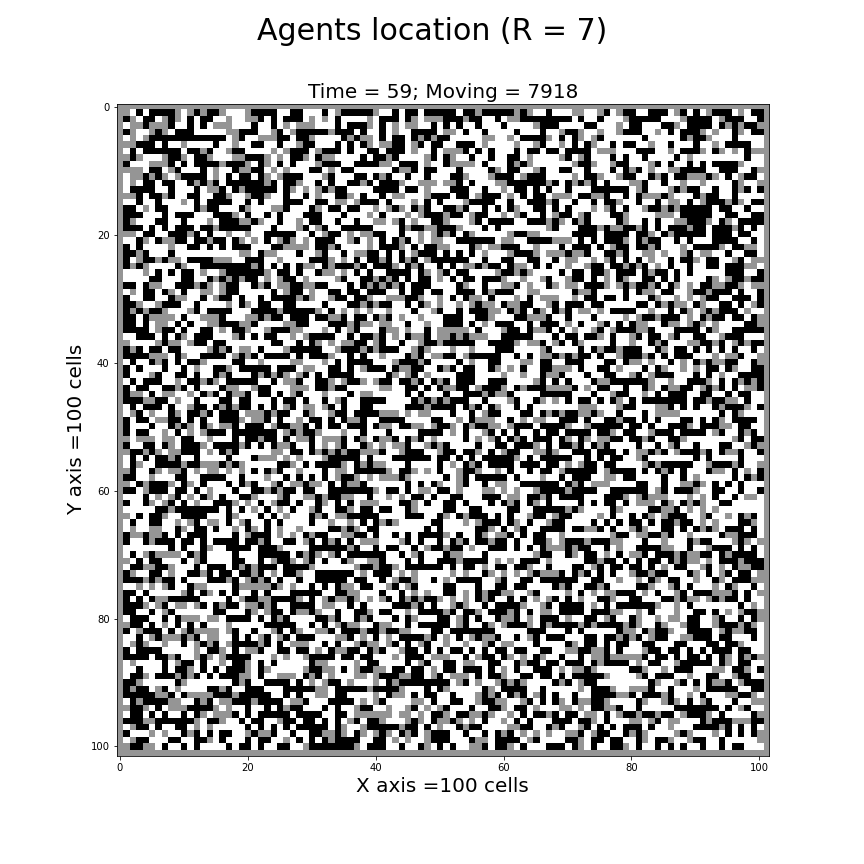 Agents location (R = 7)
Time = 59; Moving = 7918
0
20
40
60
80
100
Y axis =100 cells
0 20 40 60 80 100
X axis =100 cells